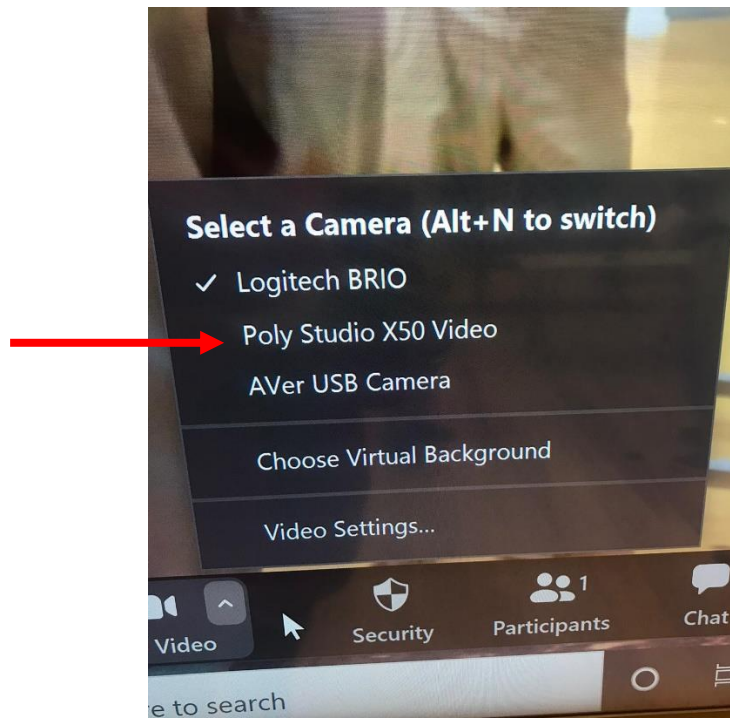 Select a Camera (Alt+N to switch)
Logitech BRIO
Poly Studio X50 Video
AVer USB Camera
Choose Virtual Background
Video Settings...
1
Video
Security
Participants
Chat
e to search